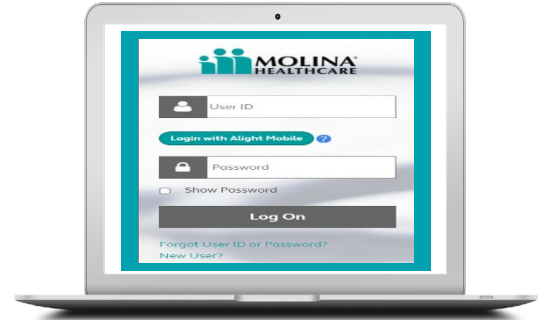 MOLINA
HEALTHCARE
User ID
Login with Alight Mobile ?
Password
Show Password
Log On
Forgot User ID or Password?
New User?